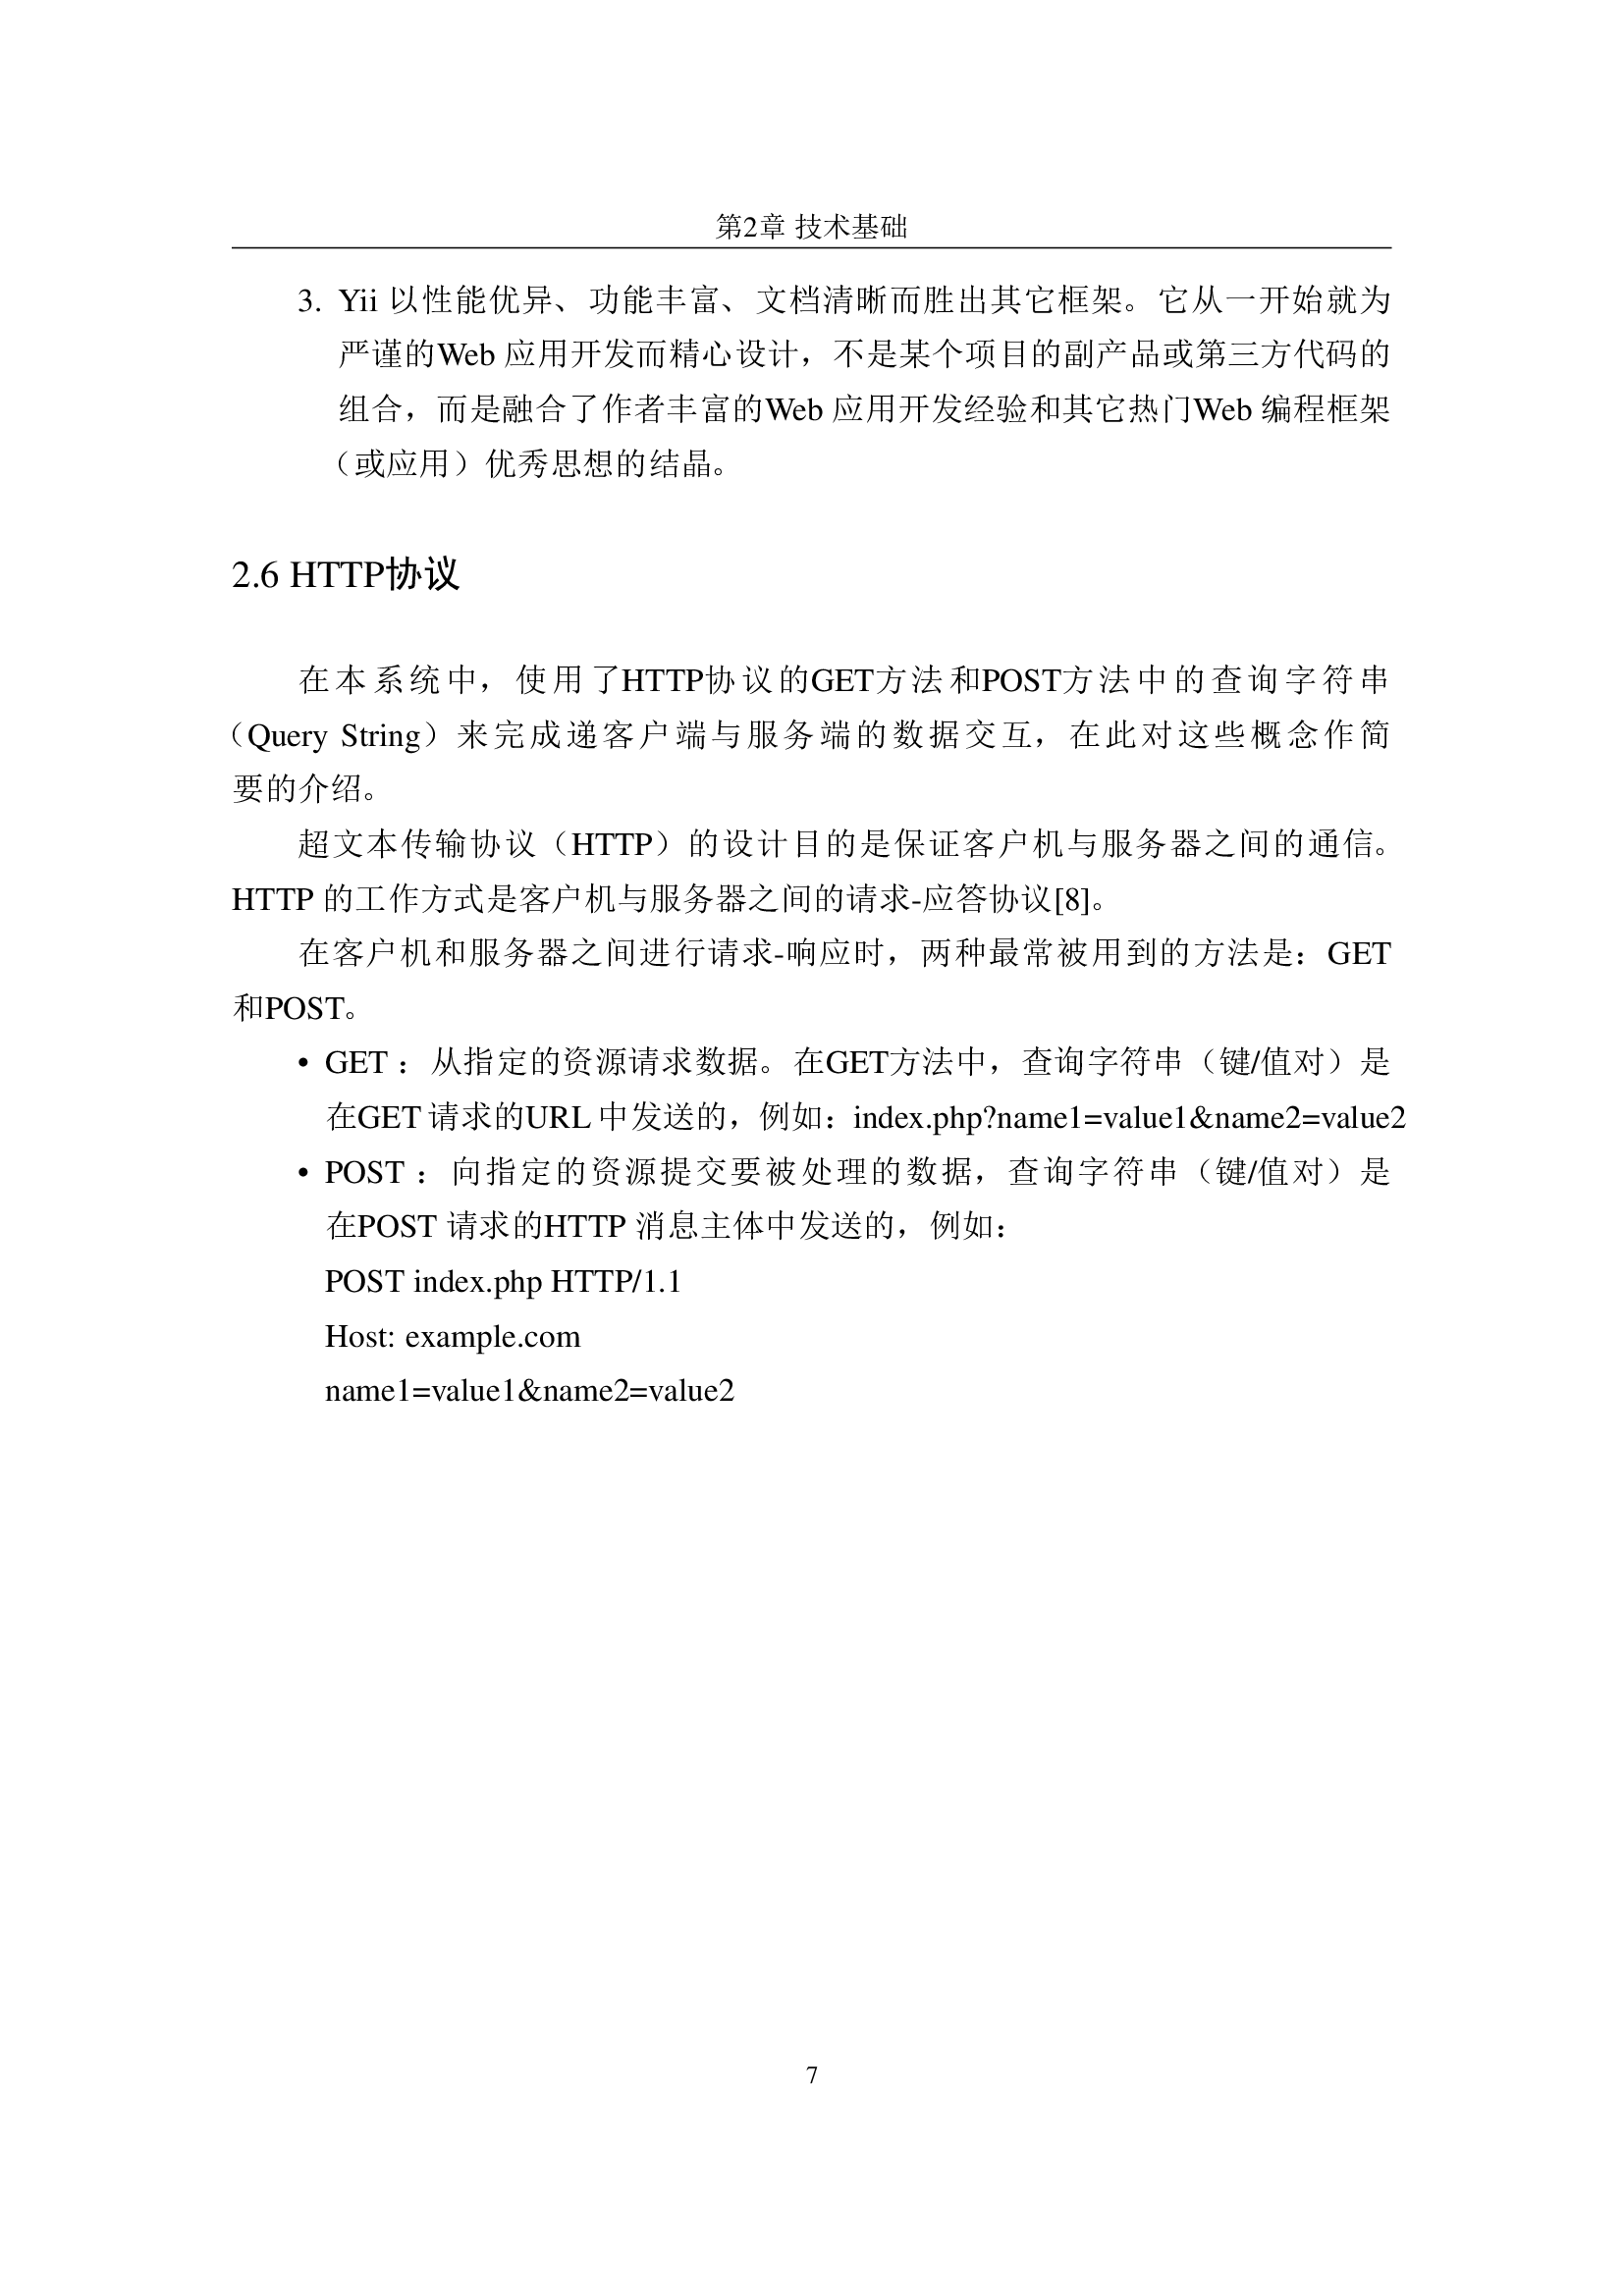 第2章 技术基础
3. Yii 以性能优异、功能丰富、文档清晰而胜出其它框架。它从一开始就为
严谨的Web 应用开发而精心设计，不是某个项目的副产品或第三方代码的
组合，而是融合了作者丰富的Web 应用开发经验和其它热门Web 编程框架
（或应用）优秀思想的结晶。
2.6 HTTP协议
在本系统中，使用了HTTP协议的GET方法和POST方法中的查询字符串
（Query String）来完成递客户端与服务端的数据交互，在此对这些概念作简
要的介绍。
超文本传输协议（HTTP）的设计目的是保证客户机与服务器之间的通信。
HTTP 的工作方式是客户机与服务器之间的请求-应答协议[8]。
在客户机和服务器之间进行请求-响应时，两种最常被用到的方法是：GET
和POST。
• GET ：从指定的资源请求数据。在GET方法中，查询字符串（键/值对）是
在GET 请求的URL 中发送的，例如：index.php?name1=value1&name2=value2
• POST ：向指定的资源提交要被处理的数据，查询字符串（键/值对）是
在POST 请求的HTTP 消息主体中发送的，例如：
POST index.php HTTP/1.1
Host: example.com
name1=value1&name2=value2
7